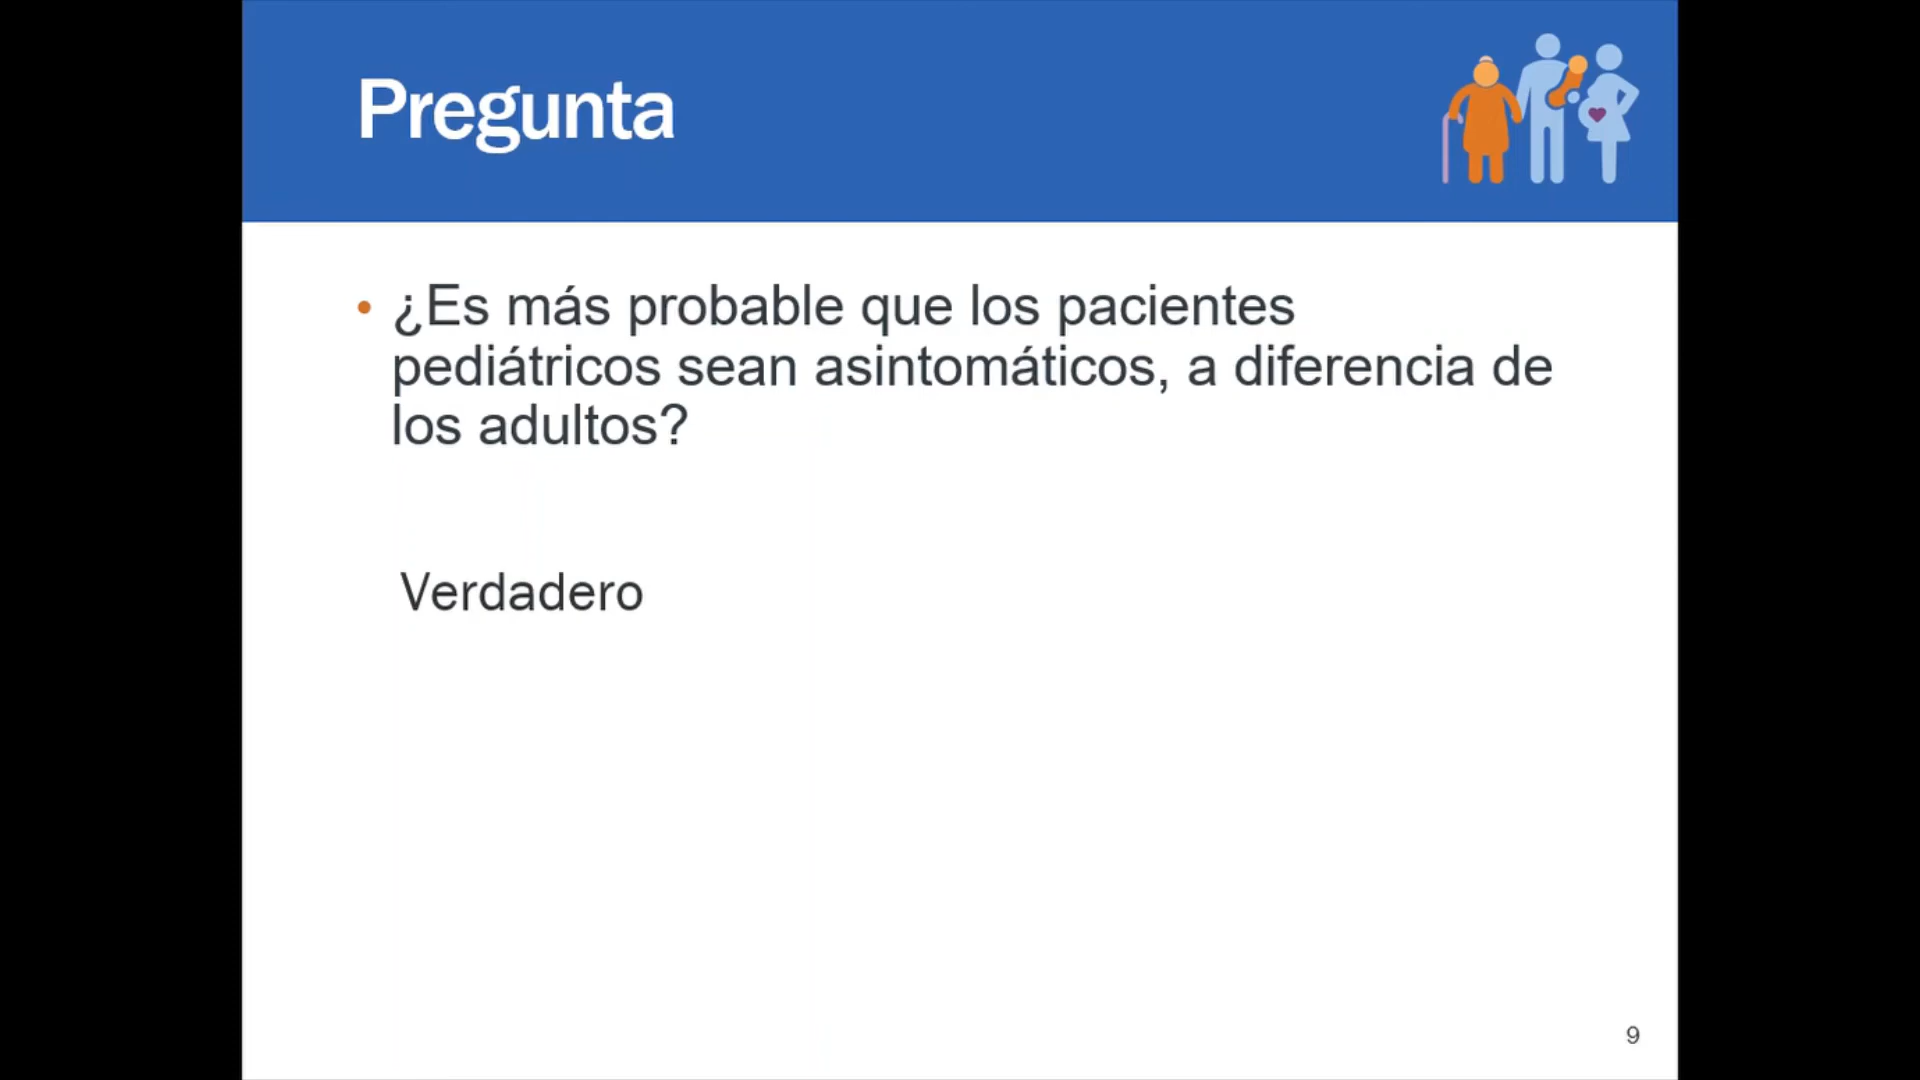 Pregunta
• ¿Es más probable que los pacientes
pediátricos sean asintomáticos, a diferencia de
los adultos?
Verdadero
9